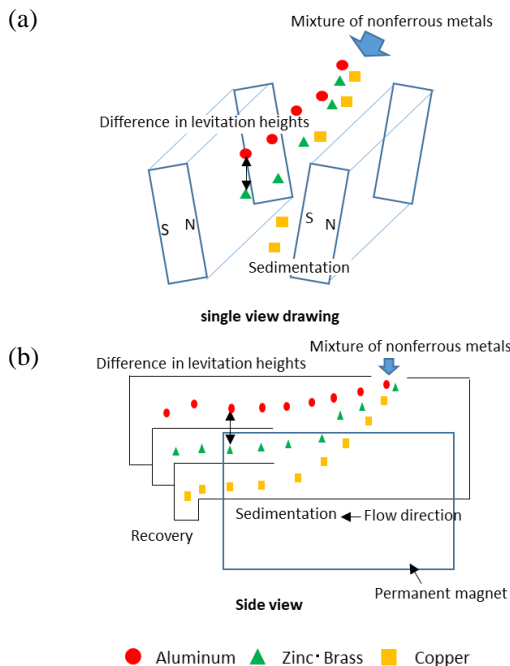 (a)
Mixture of nonferrous metals
Difference in levitation heights
S N
S N
Sedimentation
single view drawing
(b)
Mixture of nonferrous metals
Difference in levitation heights
Sedimentation
Flow direction
Recovery
Permanent magnet
Side view
Aluminum
Zinc・Brass
Copper